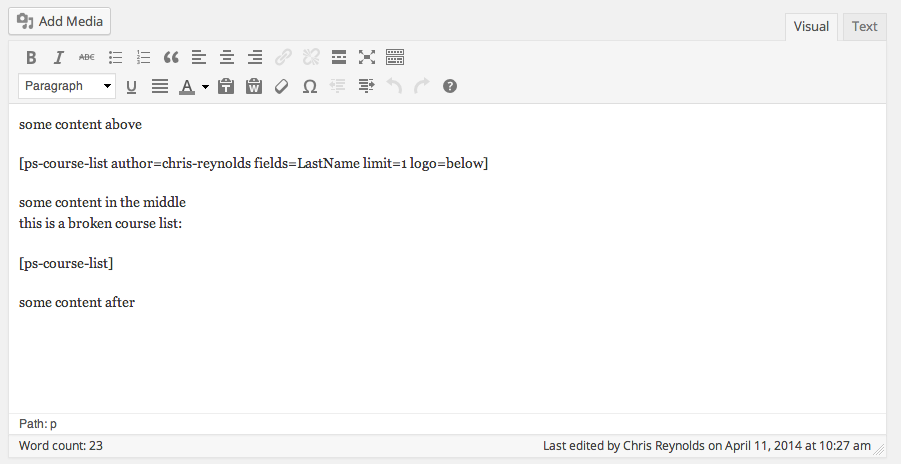 Add Media
Visual Text
B I ABC
Paragraph U A T W Ω ?
some content above
[ps-course-list author=chris-reynolds fields=LastName limit=1 logo=below]
some content in the middle
this is a broken course list:
[ps-course-list]
some content after
Path: p
Word count: 23 Last edited by Chris Reynolds on April 11, 2014 at 10:27 am